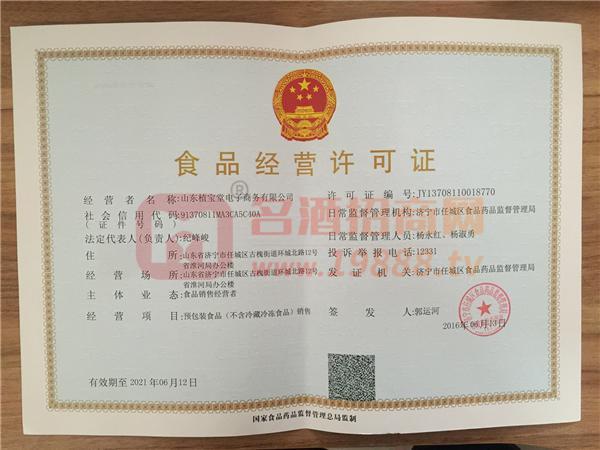 食品经营许可证
经营者名称:山东植宝堂电子商务有限公司
社会信用代码:91370811MA3CA5C40A
(证件号码)
法定代表人(负责人):纪峰峻
住所:山东省济宁市任城区古槐街道环城北路12号
省淮河局办公楼
经营场所:山东省济宁市任城区古槐街道环城北路12号
省淮河局办公楼
主体业态:食品销售经营者
经营项目:预包装食品(不含冷藏冷冻食品)销售
许可证编号:JY13708110018770
日常监督管理机构:济宁市任城区食品药品监督管理局
日常监督管理人员:杨永红、杨淑勇
投诉举报电话:12331
发证机关:济宁市任城区食品药品监督管理局
签发人:郭运河
2016年06月13日
有效期至2021年06月12日
国家食品药品监督管理总局监制
名酒招商网
www.19888.tv
®